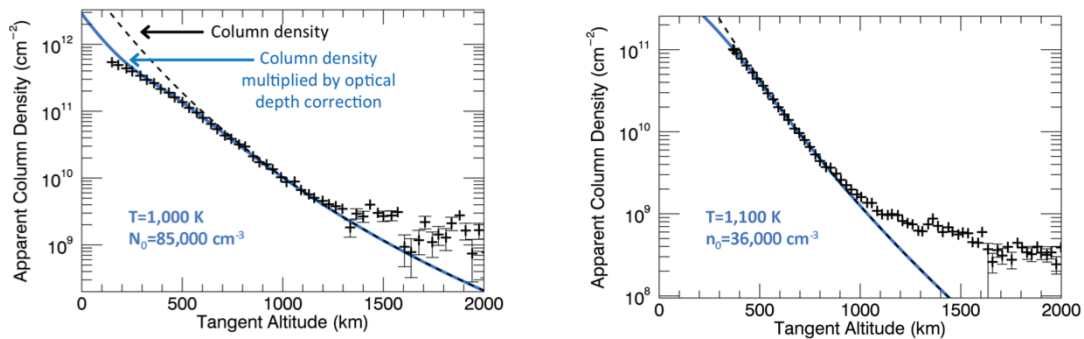 Apparent Column Density (cm⁻²)
10¹²
10¹¹
10¹⁰
10⁹
Column density
Column density
multiplied by optical
depth correction
T=1,000 K
N₀=85,000 cm⁻³
0
500
1000
1500
2000
Tangent Altitude (km)
Apparent Column Density (cm⁻²)
10¹¹
10¹⁰
10⁹
10⁸
T=1,100 K
n₀=36,000 cm⁻³
0
500
1000
1500
2000
Tangent Altitude (km)